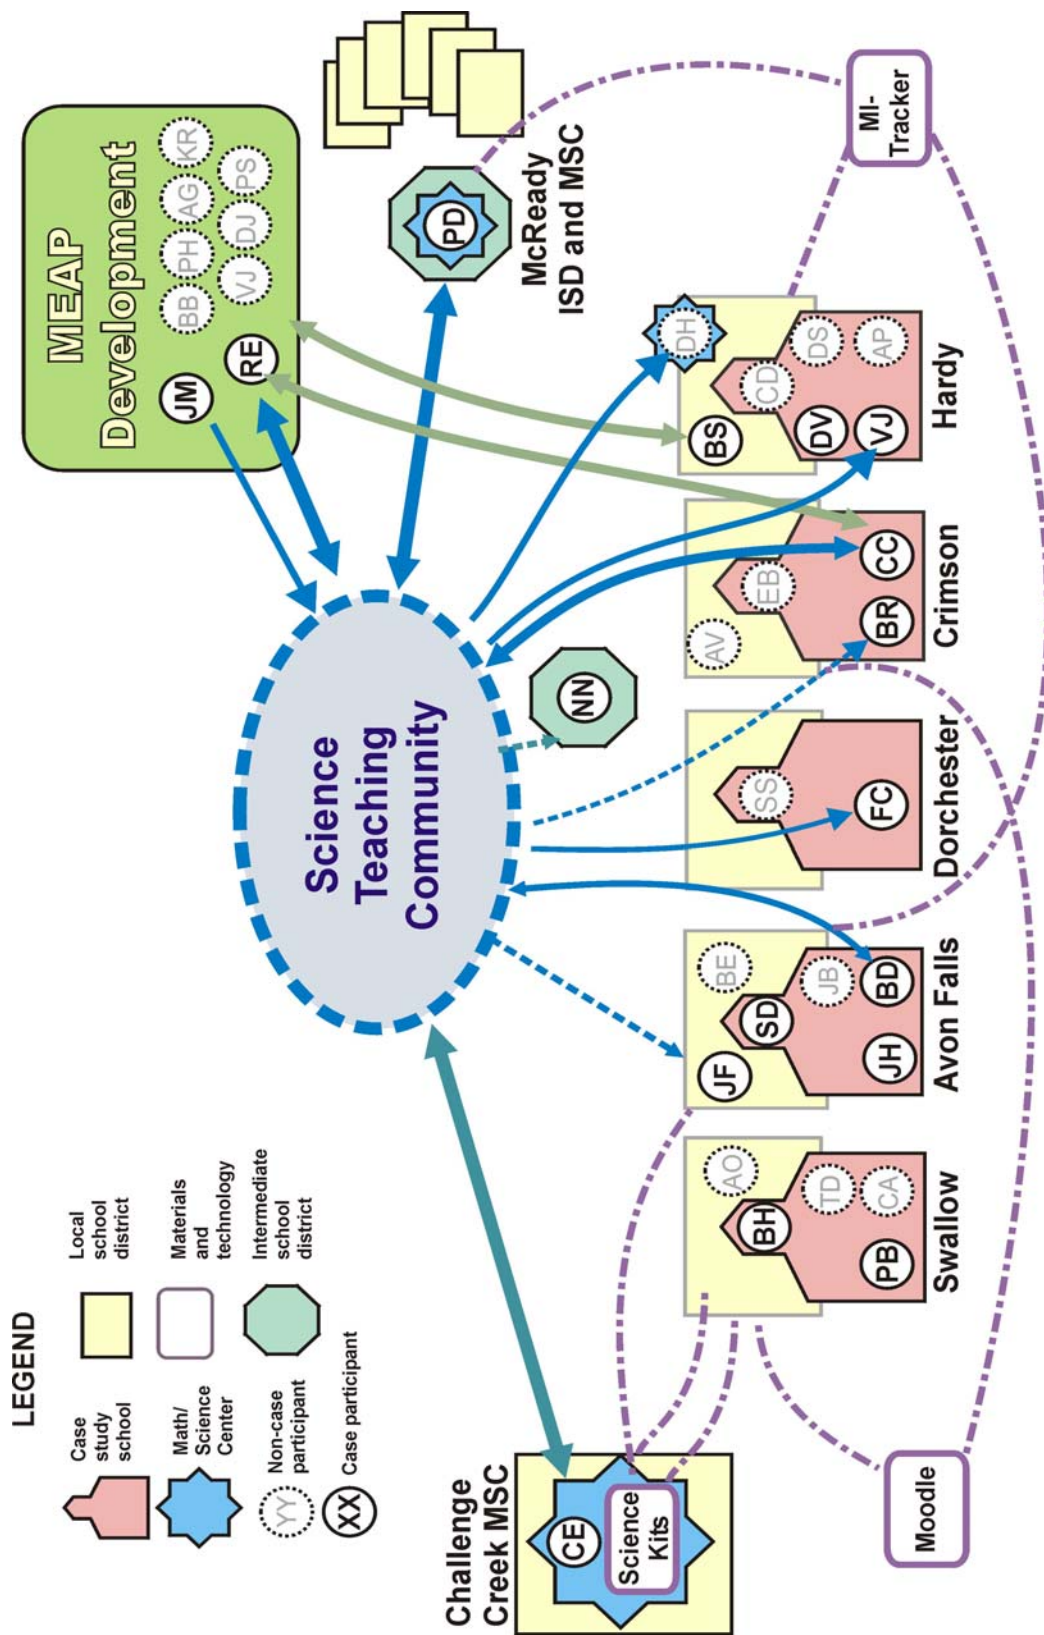 LEGEND
Case
study
school
Local
school
district
Math/
Science
Center
Materials
and
technology
YY
Non-case
participant
Intermediate
school
district
XX
Case participant
MEAP
Development
JM
RE
BB
PH
AG
KR
VJ
DJ
PS
Science
Teaching
Community
PD
McReady
ISD and MSC
NN
Challenge
Creek MSC
CE
Science
Kits
AO
BH
TD
PB
CA
Swallow
JF
BE
SD
JB
JH
BD
Avon Falls
SS
FC
Dorchester
AV
EB
BR
CC
Crimson
BS
DH
CD
DV
DS
VJ
AP
Hardy
Moodle
MI-
Tracker